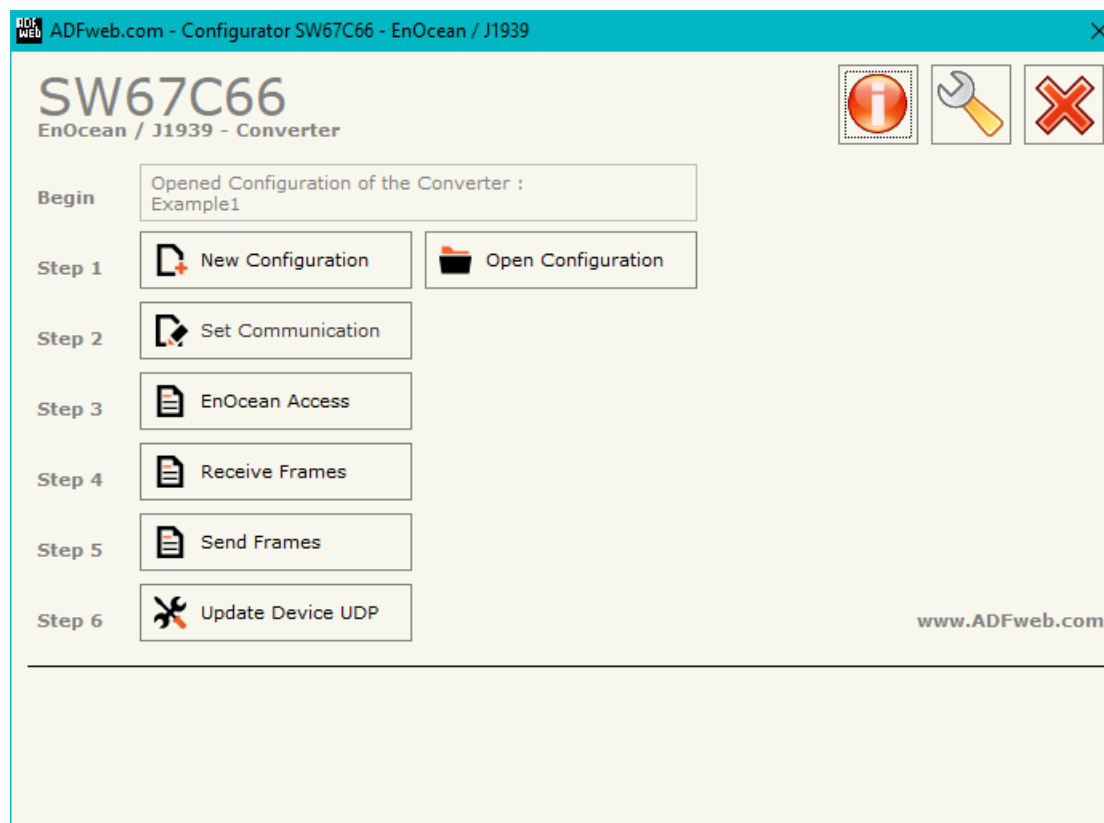 ADF web ADFweb.com - Configurator SW67C66 - EnOcean / J1939
SW67C66
EnOcean / J1939 - Converter
Begin
Opened Configuration of the Converter :
Example1
Step 1
New Configuration
Open Configuration
Step 2
Set Communication
Step 3
EnOcean Access
Step 4
Receive Frames
Step 5
Send Frames
Step 6
Update Device UDP
www.ADFweb.com